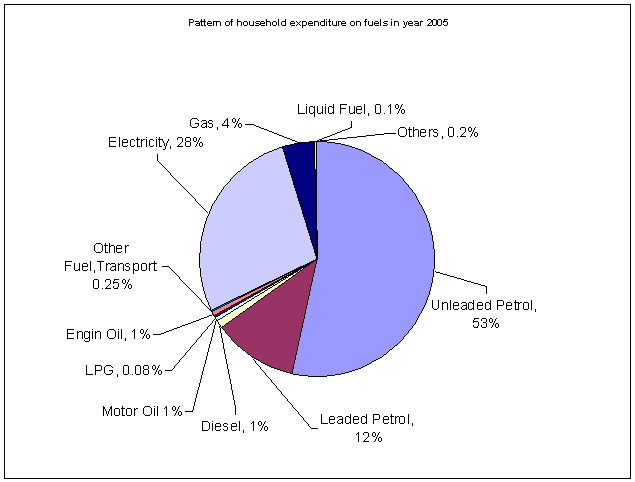 Pattern of household expenditure on fuels in year 2005
Liquid Fuel, 0.1%
Gas, 4%
Others, 0.2%
Electricity, 28%
Other
Fuel,Transport
0.25%
Unleaded Petrol,
53%
Engin Oil, 1%
LPG, 0.08%
Motor Oil 1%
Diesel, 1%
Leaded Petrol,
12%